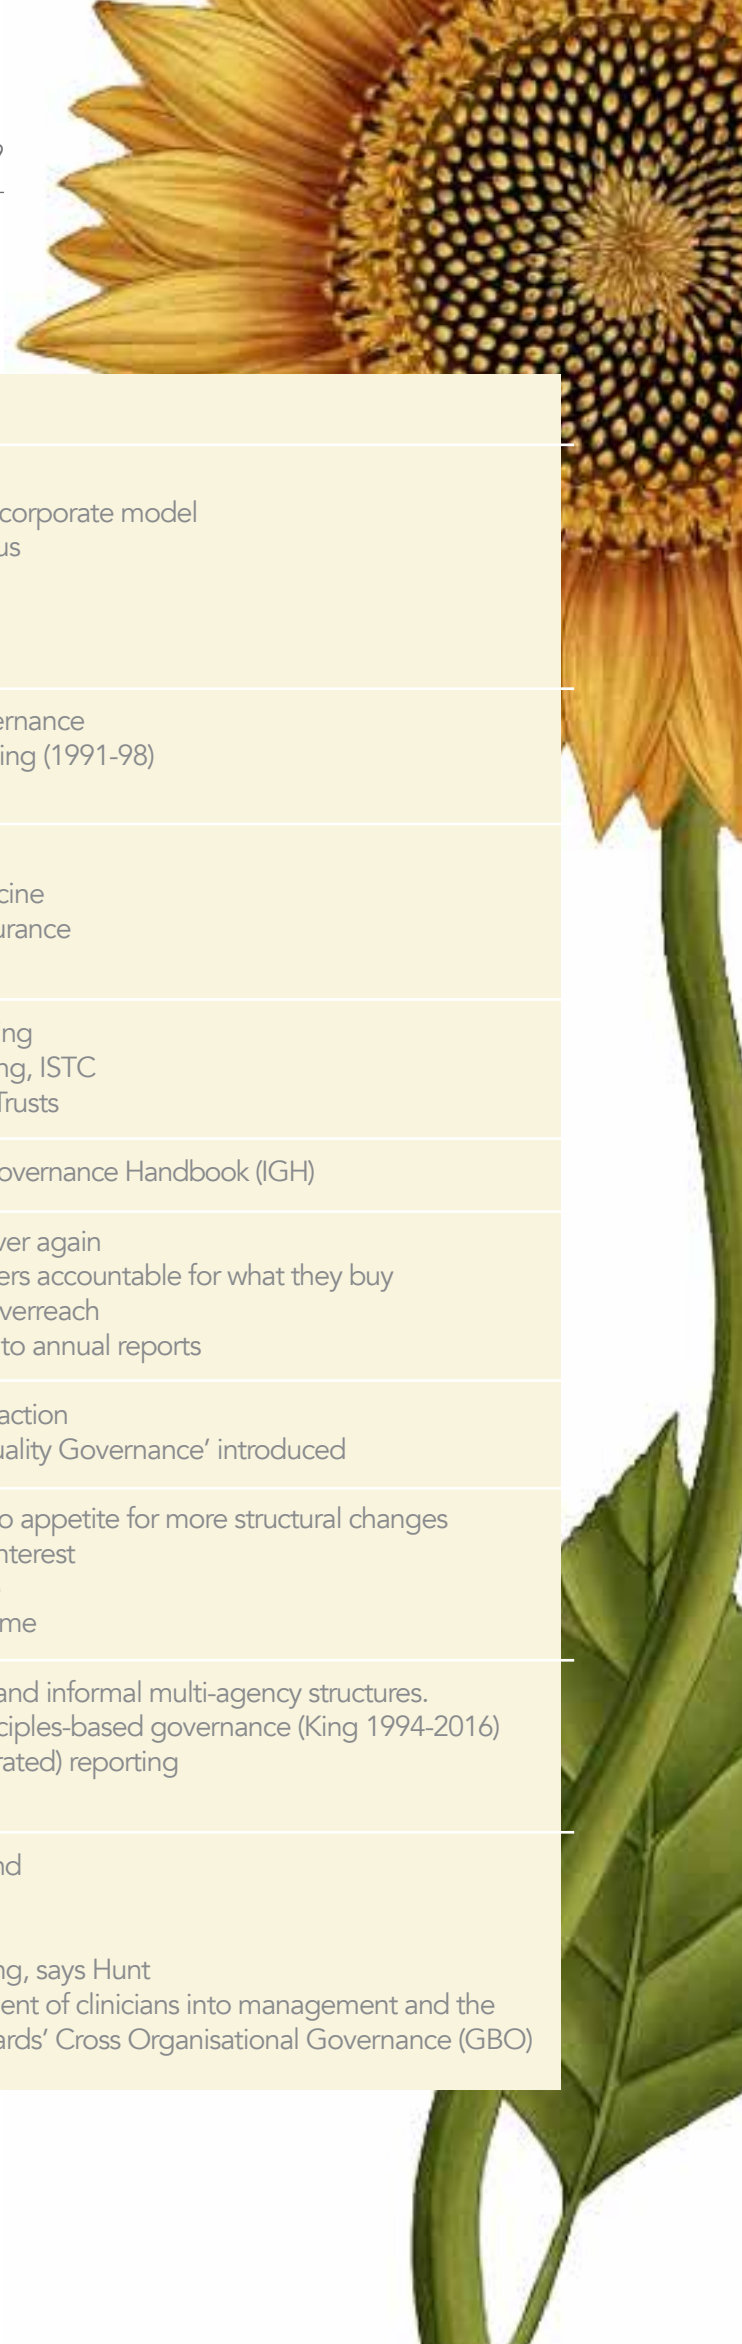 corporate model
us
ernance
ing (1991-98)
cine
urance
ing
ng, ISTC
Trusts
overnance Handbook (IGH)
ver again
ers accountable for what they buy
verreach
to annual reports
action
uality Governance’ introduced
o appetite for more structural changes
nterest
me
and informal multi-agency structures.
ciples-based governance (King 1994-2016)
rated) reporting
nd
ng, says Hunt
ent of clinicians into management and the
ards’ Cross Organisational Governance (GBO)